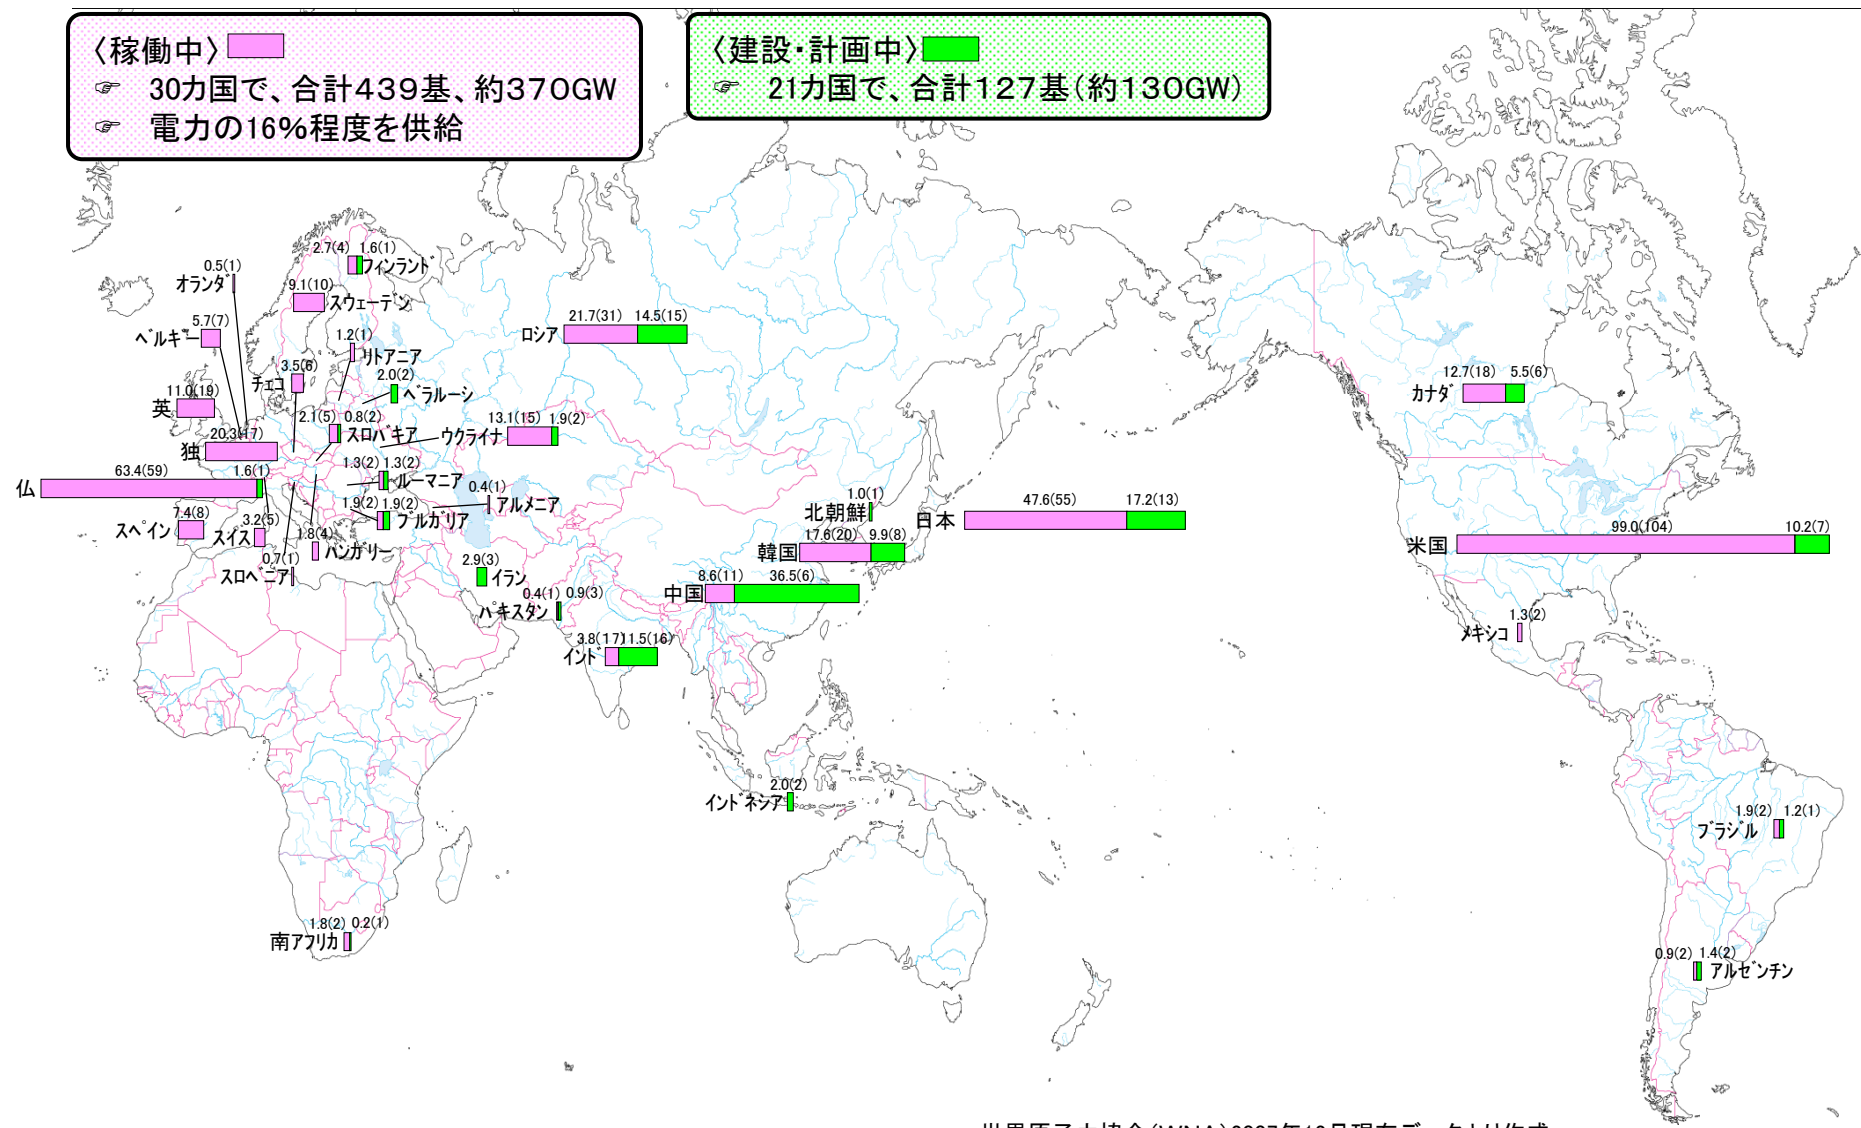 〈稼働中〉
☞ 30カ国で、合計439基、約370GW
☞ 電力の16%程度を供給
〈建設・計画中〉
☞ 21カ国で、合計127基(約130GW)
2.7(4) 1.6(1)
フィンランド
0.5(1)
オランダ
9.1(10)
スウェーデン
5.7(7)
ベルギー
1.2(1)
リトアニア
21.7(31) 14.5(15)
ロシア
3.5(6)
チェコ
2.0(2)
ベラルーシ
12.7(18) 5.5(6)
カナダ
11.0(19)
英
2.1(5) 0.8(2)
スロバキア
13.1(15) 1.9(2)
ウクライナ
20.3(17)
独
63.4(59) 1.6(1)
仏
1.3(2) 1.3(2)
ルーマニア
0.4(1)
アルメニア
1.9(2) 1.9(2)
ブルガリア
1.0(1)
北朝鮮
47.6(55) 17.2(13)
日本
7.4(8)
スペイン
3.2(5)
スイス
1.8(4)
ハンガリー
17.6(20) 9.9(8)
韓国
99.0(104) 10.2(7)
米国
0.7(1)
スロベニア
2.9(3)
イラン
8.6(11) 36.5(6)
中国
0.4(1) 0.9(3)
パキスタン
1.3(2)
メキシコ
3.8(17) 11.5(16)
インド
2.0(2)
インドネシア
1.9(2) 1.2(1)
ブラジル
1.8(2) 0.2(1)
南アフリカ
0.9(2) 1.4(2)
アルゼンチン